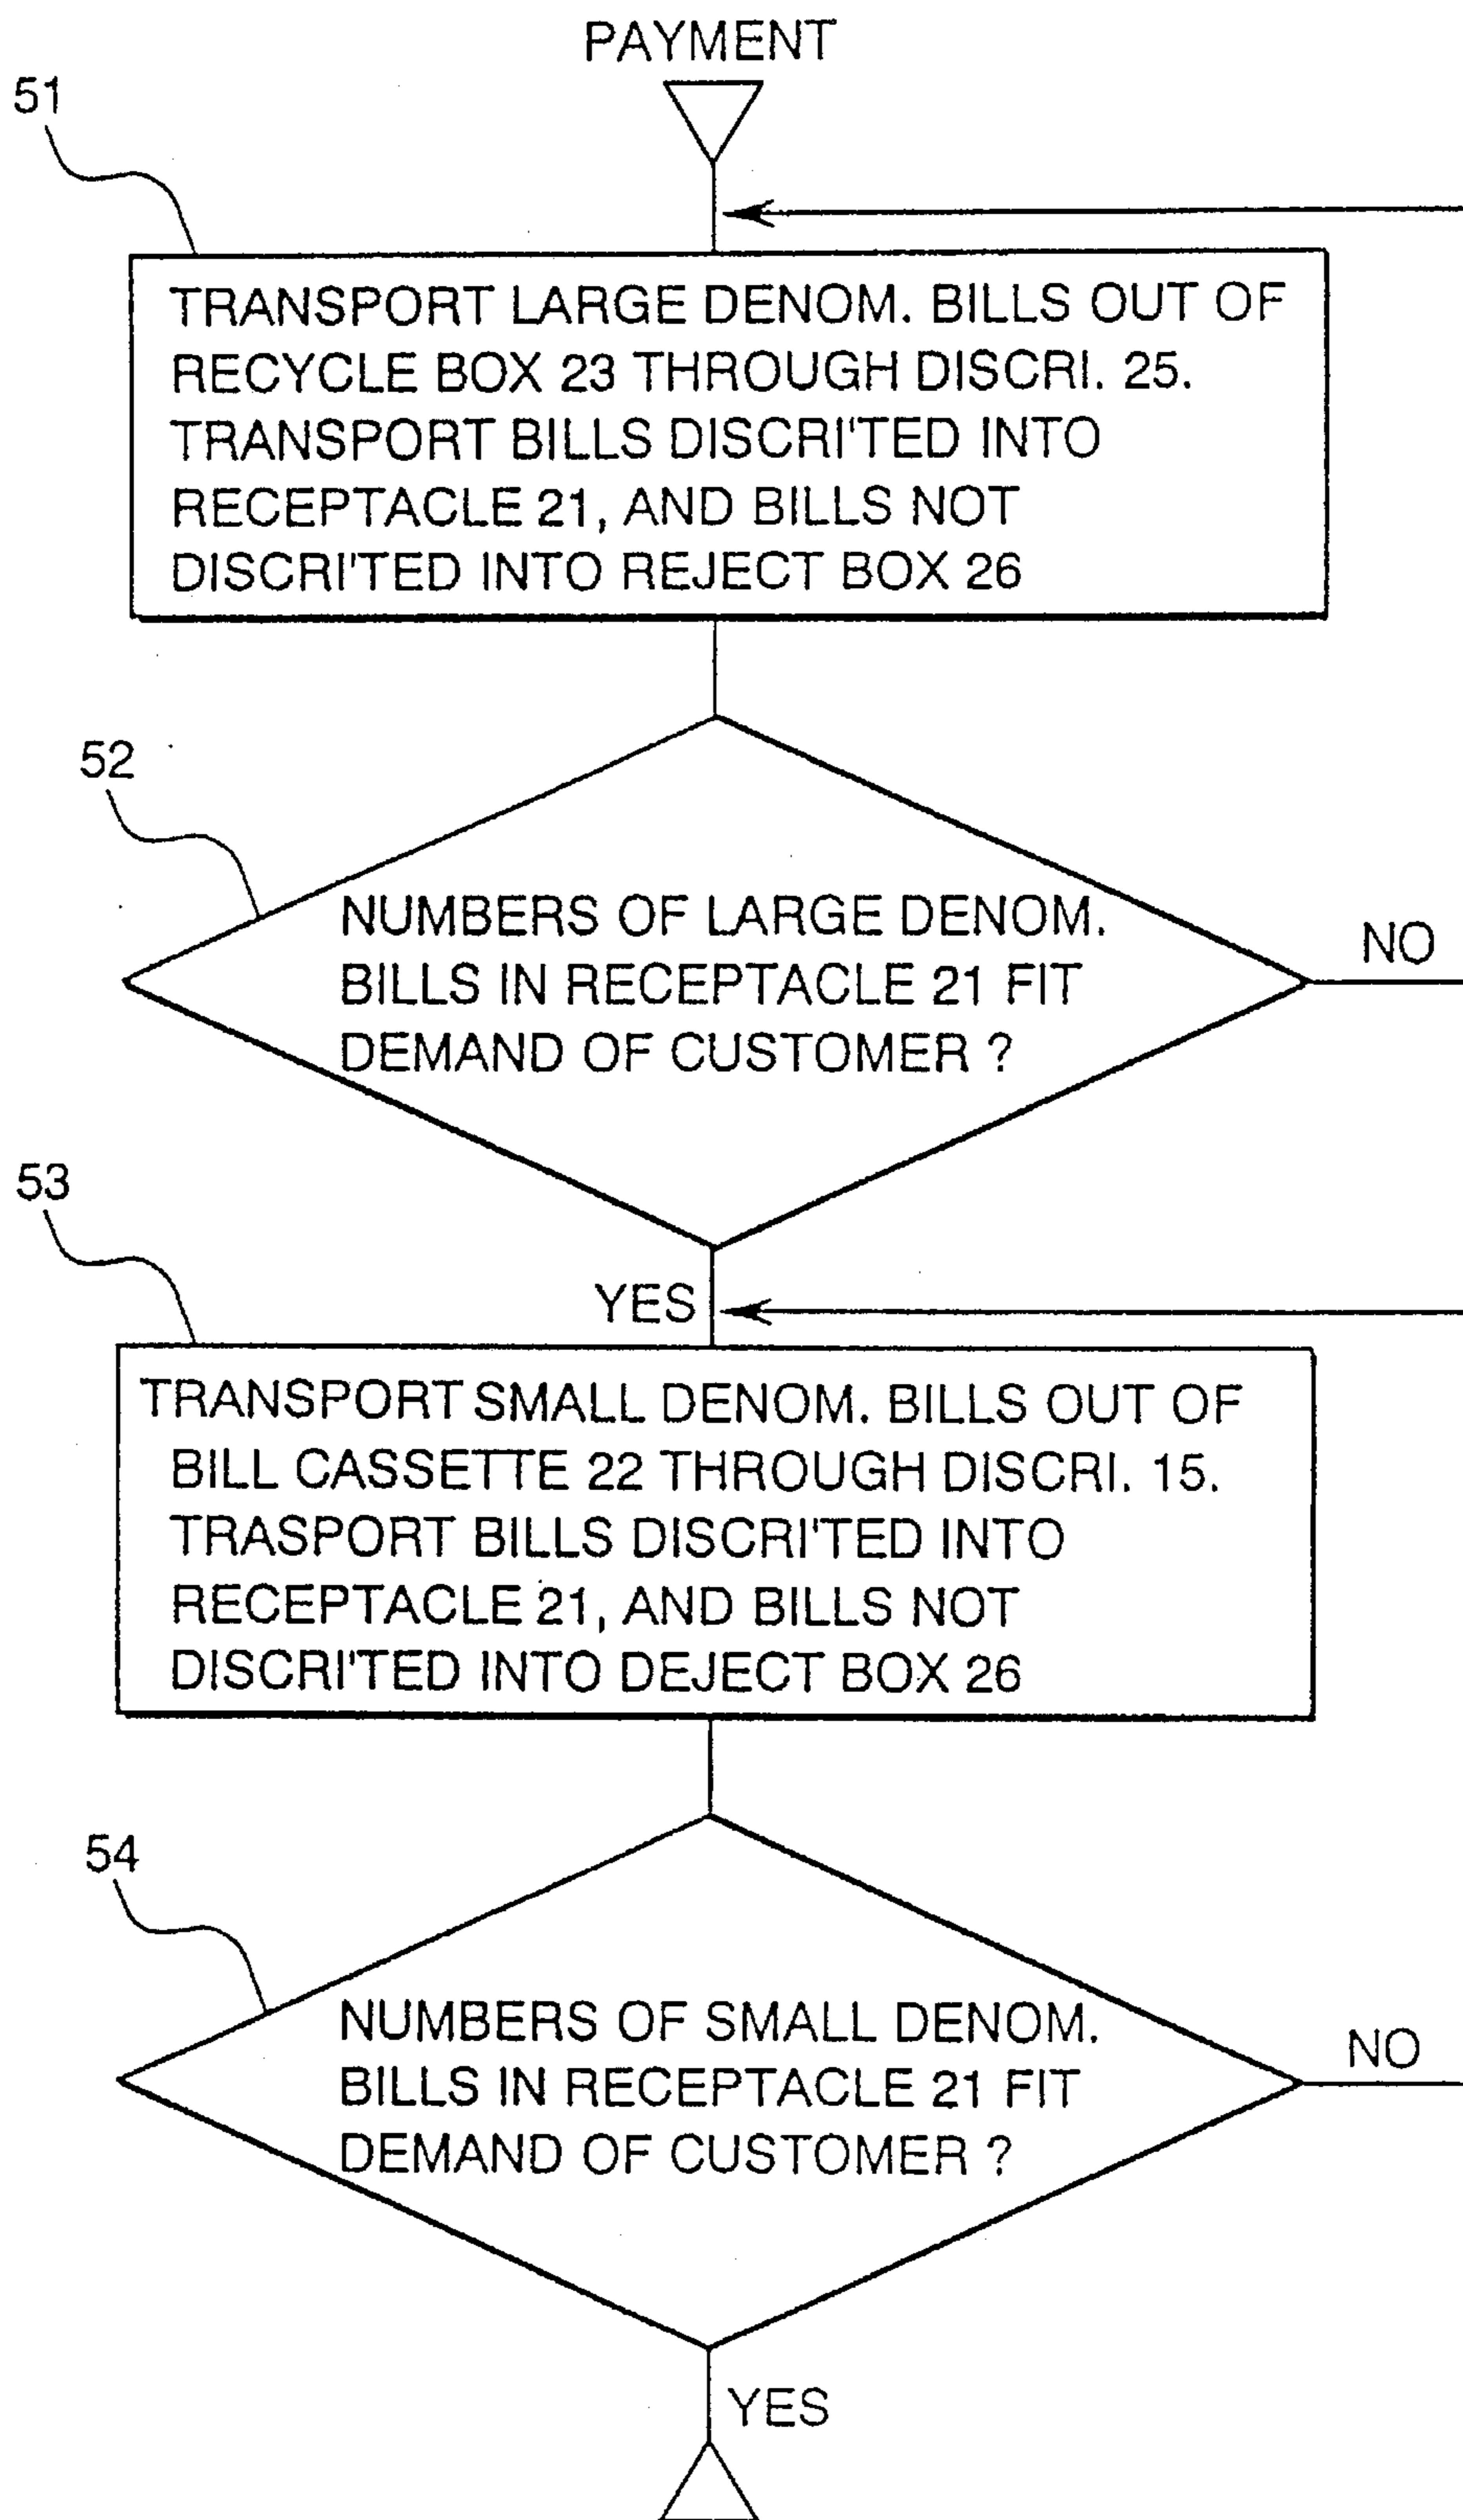 PAYMENT
51
TRANSPORT LARGE DENOM. BILLS OUT OF
RECYCLE BOX 23 THROUGH DISCRI. 25.
TRANSPORT BILLS DISCRI'TED INTO
RECEPTACLE 21, AND BILLS NOT
DISCRI'TED INTO REJECT BOX 26
52
NUMBERS OF LARGE DENOM.
BILLS IN RECEPTACLE 21 FIT
DEMAND OF CUSTOMER ?
NO
53
YES
TRANSPORT SMALL DENOM. BILLS OUT OF
BILL CASSETTE 22 THROUGH DISCRI. 15.
TRASPORT BILLS DISCRI'TED INTO
RECEPTACLE 21, AND BILLS NOT
DISCRI'TED INTO DEJECT BOX 26
54
NUMBERS OF SMALL DENOM.
BILLS IN RECEPTACLE 21 FIT
DEMAND OF CUSTOMER ?
NO
YES